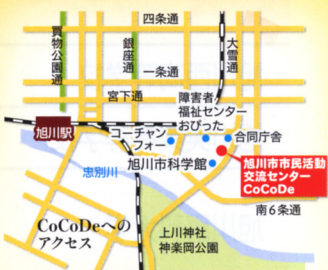 四条通
買物公園通
銀座通
大雪通
一条通
宮下通
障害者
福祉センター
おぴった
旭川駅
コーチャン
フォー
合同庁舎
旭川市科学館
忠別川
旭川市市民活動
交流センター
CoCoDe
南6条通
CoCoDeへの
アクセス
上川神社
神楽岡公園